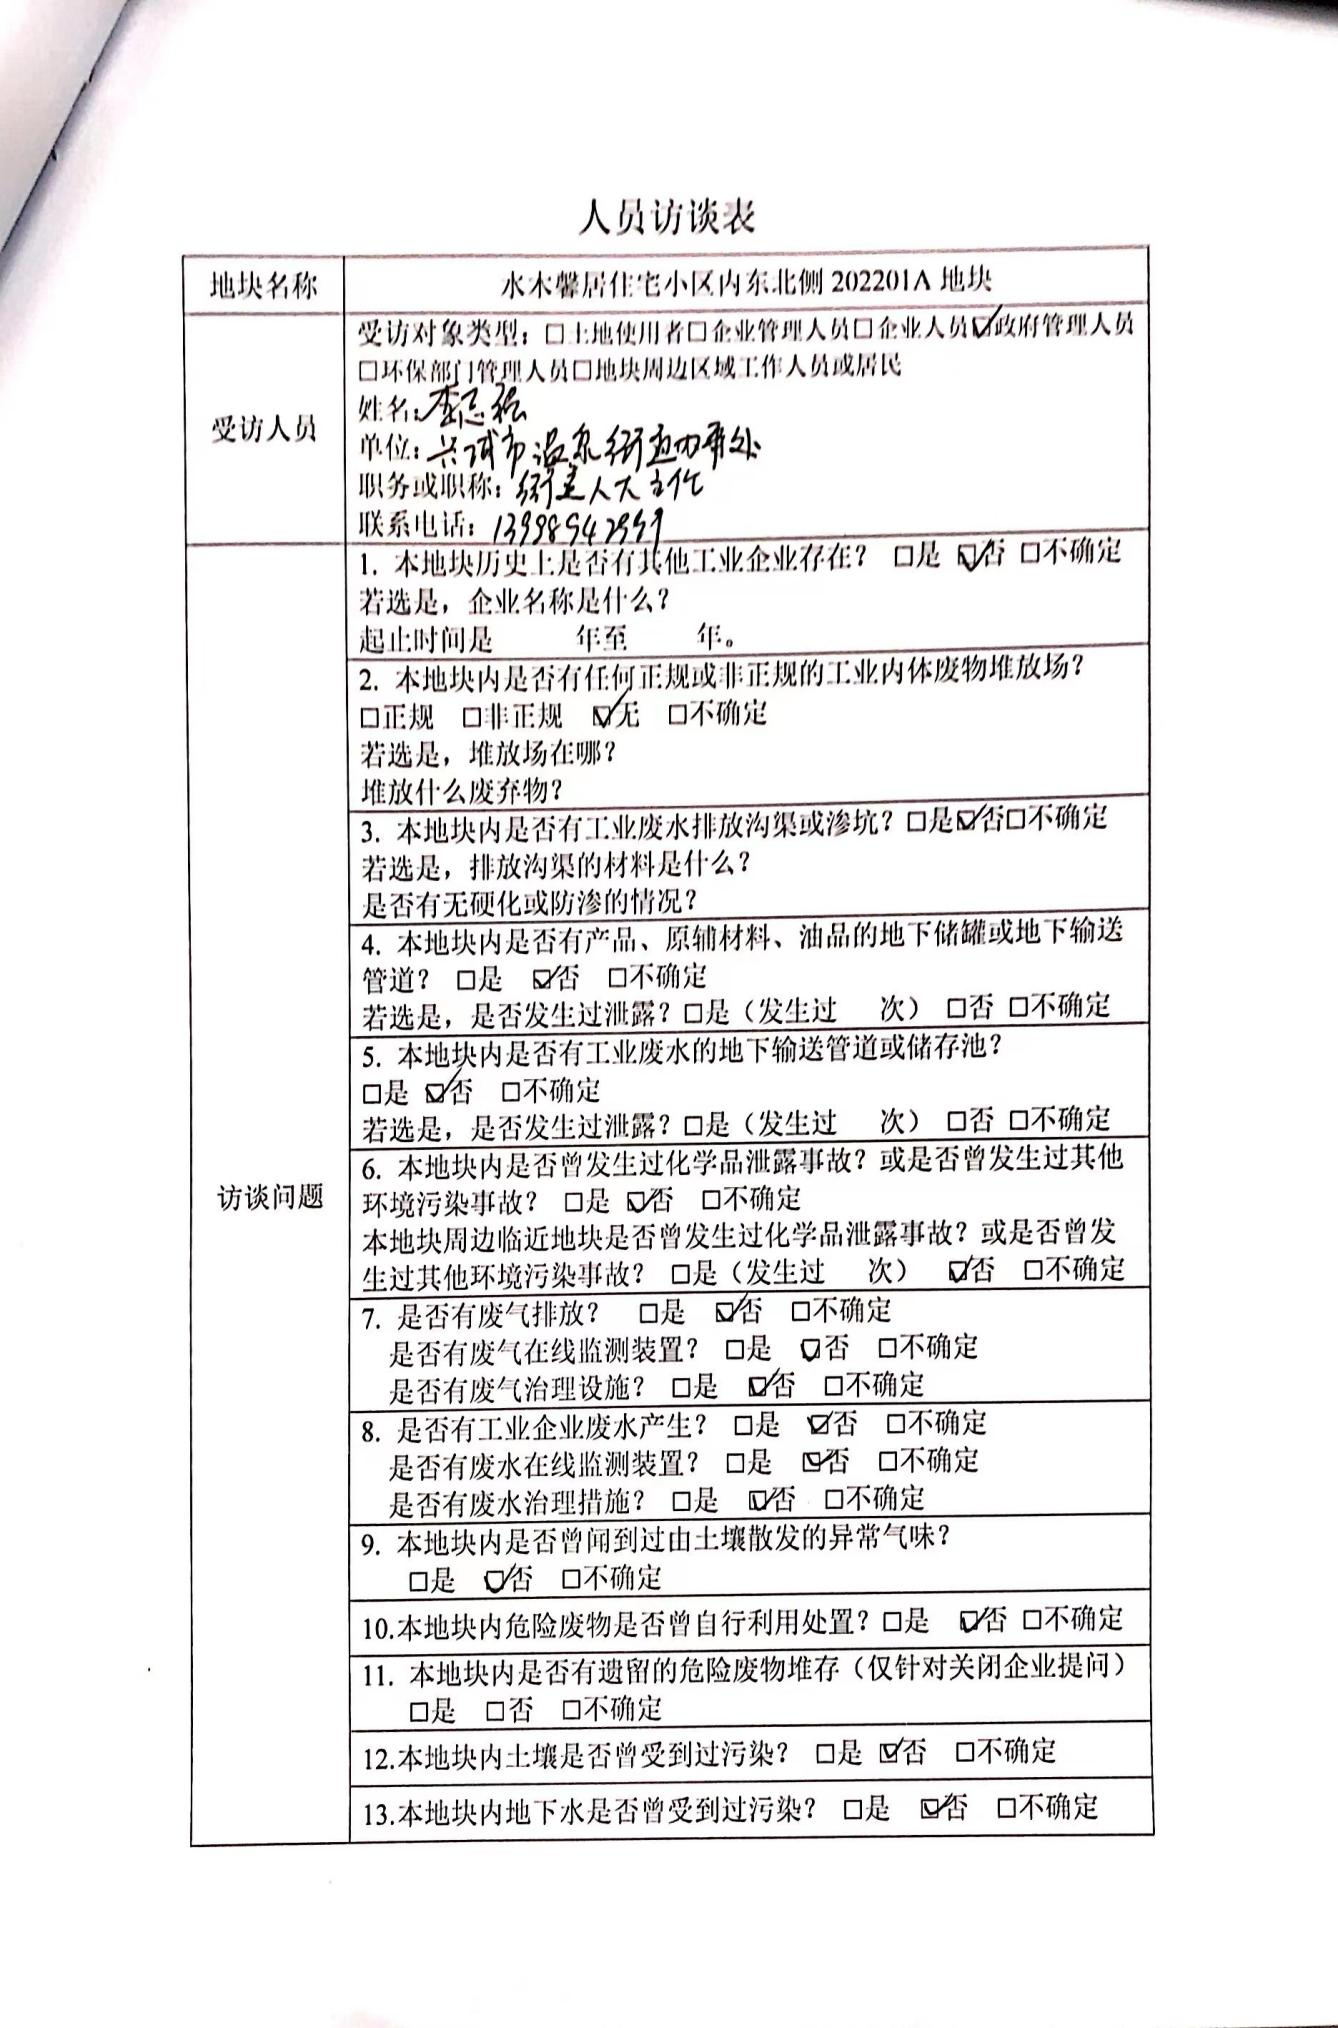 人员访谈表
地块名称
水木馨居住宅小区内东北侧 202201A 地块
受访人员
受访对象类型：□土地使用者□企业管理人员□企业人员☑政府管理人员
□环保部门管理人员□地块周边区域工作人员或居民
姓名：李志
单位：兴城市温泉街道办事处
职务或职称：街道人大主任
联系电话：
访谈问题
1. 本地块历史上是否有其他工业企业存在？ □是 ☑否 □不确定
若选是，企业名称是什么？
起止时间是 年至 年。
2. 本地块内是否有任何正规或非正规的工业内体废物堆放场？
□正规 □非正规 ☑无 □不确定
若选是，堆放场在哪？
堆放什么废弃物？
3. 本地块内是否有工业废水排放沟渠或渗坑？□是☑否□不确定
若选是，排放沟渠的材料是什么？
是否有无硬化或防渗的情况？
4. 本地块内是否有产品、原辅材料、油品的地下储罐或地下输送
管道？ □是 ☑否 □不确定
若选是，是否发生过泄露？□是（发生过 次） □否 □不确定
5. 本地块内是否有工业废水的地下输送管道或储存池？
□是 ☑否 □不确定
若选是，是否发生过泄露？□是（发生过 次） □否 □不确定
6. 本地块内是否曾发生过化学品泄露事故？或是否曾发生过其他
环境污染事故？ □是 ☑否 □不确定
本地块周边临近地块是否曾发生过化学品泄露事故？或是否曾发
生过其他环境污染事故？ □是（发生过 次） ☑否 □不确定
7. 是否有废气排放？ □是 ☑否 □不确定
是否有废气在线监测装置？ □是 ☑否 □不确定
是否有废气治理设施？ □是 ☑否 □不确定
8. 是否有工业企业废水产生？ □是 ☑否 □不确定
是否有废水在线监测装置？ □是 ☑否 □不确定
是否有废水治理措施？ □是 ☑否 □不确定
9. 本地块内是否曾闻到过由土壤散发的异常气味？
□是 ☑否 □不确定
10.本地块内危险废物是否曾自行利用处置？□是 ☑否 □不确定
11. 本地块内是否有遗留的危险废物堆存（仅针对关闭企业提问）
□是 □否 □不确定
12.本地块内土壤是否曾受到过污染？ □是 ☑否 □不确定
13.本地块内地下水是否曾受到过污染？ □是 ☑否 □不确定